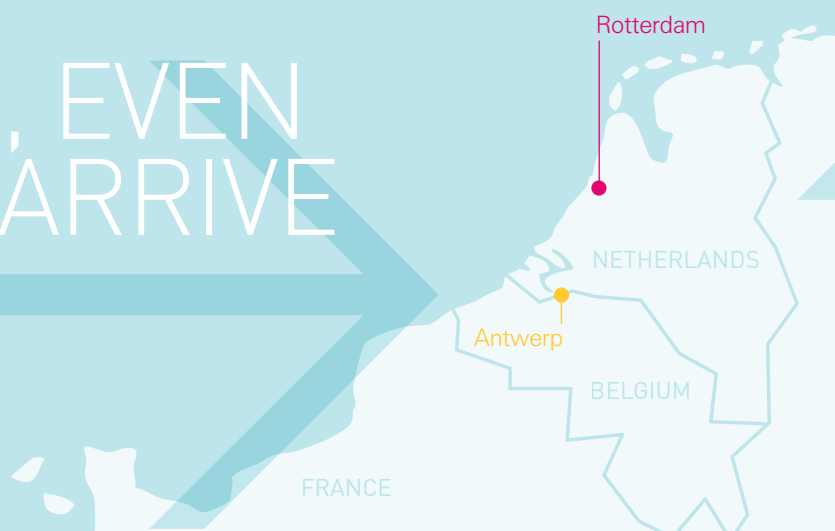 Rotterdam
, EVEN
ARRIVE
NETHERLANDS
Antwerp
BELGIUM
FRANCE